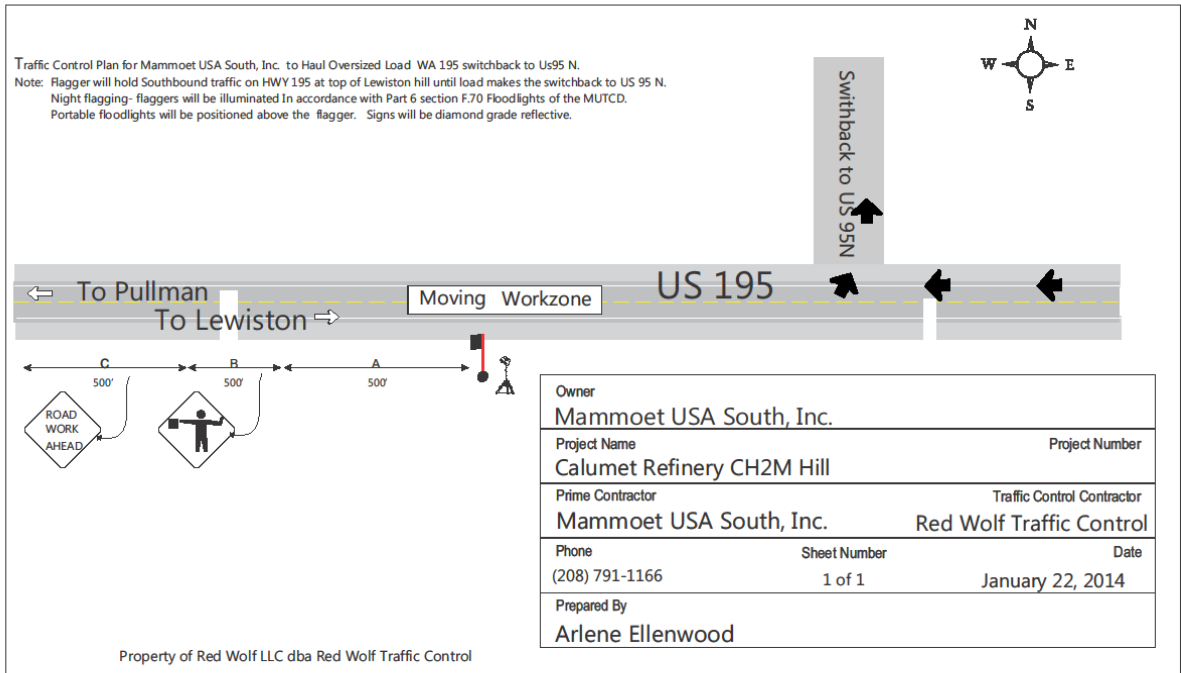 N
W E
S
Traffic Control Plan for Mammoet USA South, Inc. to Haul Oversized Load WA 195 switchback to Us95 N.
Note: Flagger will hold Southbound traffic on HWY 195 at top of Lewiston hill until load makes the switchback to US 95 N.
Night flagging- flaggers will be illuminated In accordance with Part 6 section F.70 Floodlights of the MUTCD.
Portable floodlights will be positioned above the flagger. Signs will be diamond grade reflective.
Swithback to US 95N
To Pullman
US 195
Moving Workzone
To Lewiston
C B A
500' 500' 500'
ROAD
WORK
AHEAD
Owner
Mammoet USA South, Inc.
Project Name Project Number
Calumet Refinery CH2M Hill
Prime Contractor Traffic Control Contractor
Mammoet USA South, Inc. Red Wolf Traffic Control
Phone Sheet Number Date
(208) 791-1166 1 of 1 January 22, 2014
Prepared By
Arlene Ellenwood
Property of Red Wolf LLC dba Red Wolf Traffic Control